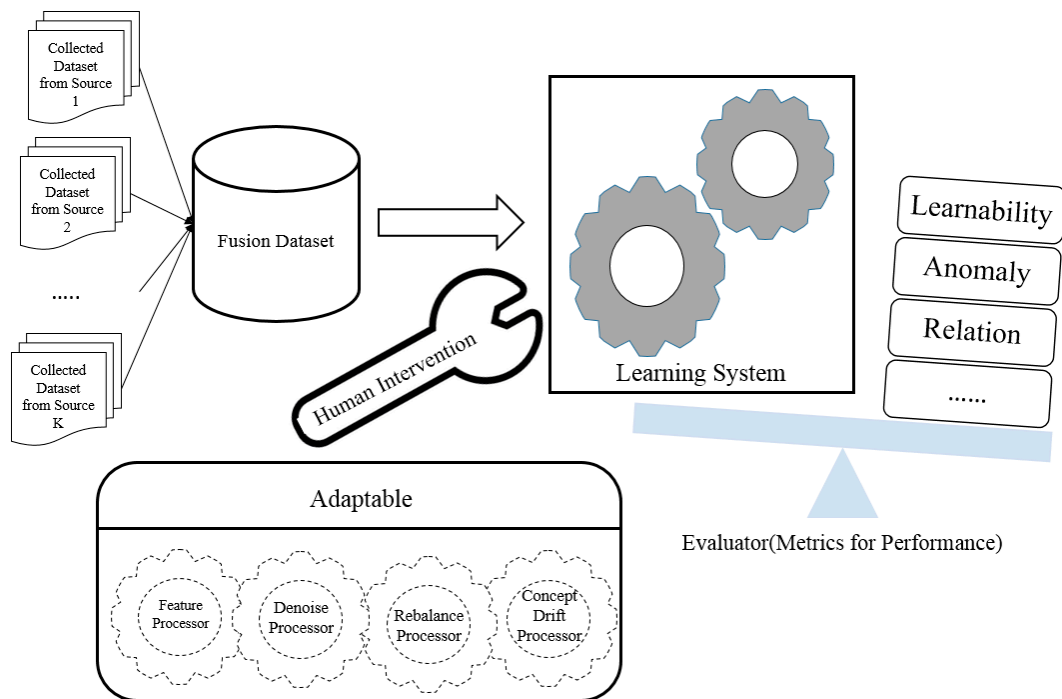 Collected
Dataset
from Source
1
Collected
Dataset
from Source
2
.....
Collected
Dataset
from Source
K
Fusion Dataset
Human Intervention
Learning System
Learnability
Anomaly
Relation
......
Evaluator(Metrics for Performance)
Adaptable
Feature
Processor
Denoise
Processor
Rebalance
Processor
Concept
Drift
Processor